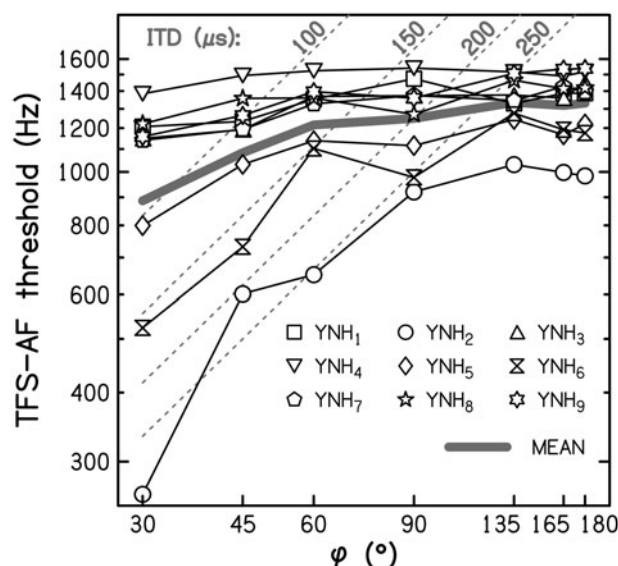 ITD (μs): 100 150 200 250
1600
1400
1200
1000
800
600
400
300
TFS-AF threshold (Hz)
YNH1 YNH2 YNH3
YNH4 YNH5 YNH6
YNH7 YNH8 YNH9
MEAN
30 45 60 90 135 165 180
φ (°)